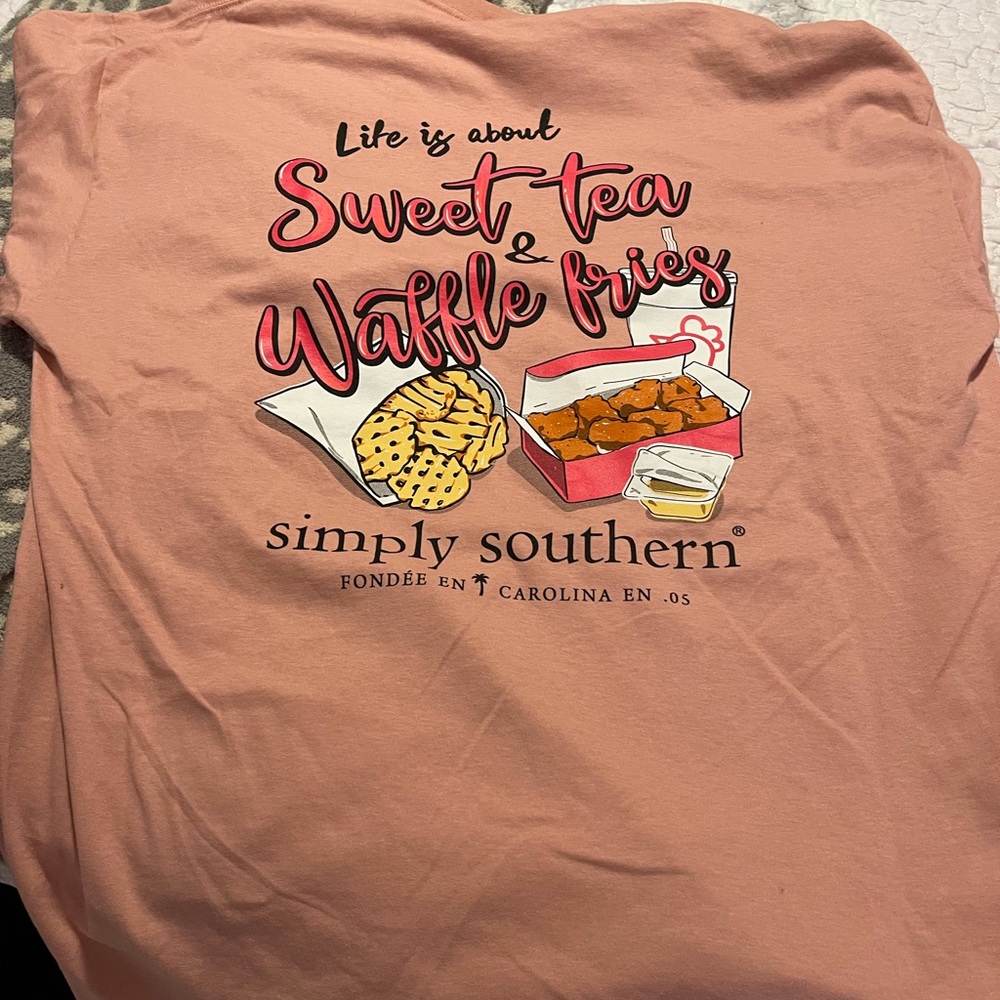 Life is about
Sweet tea
&
Waffle fries
simply southern®
FONDÉE EN CAROLINA EN .05